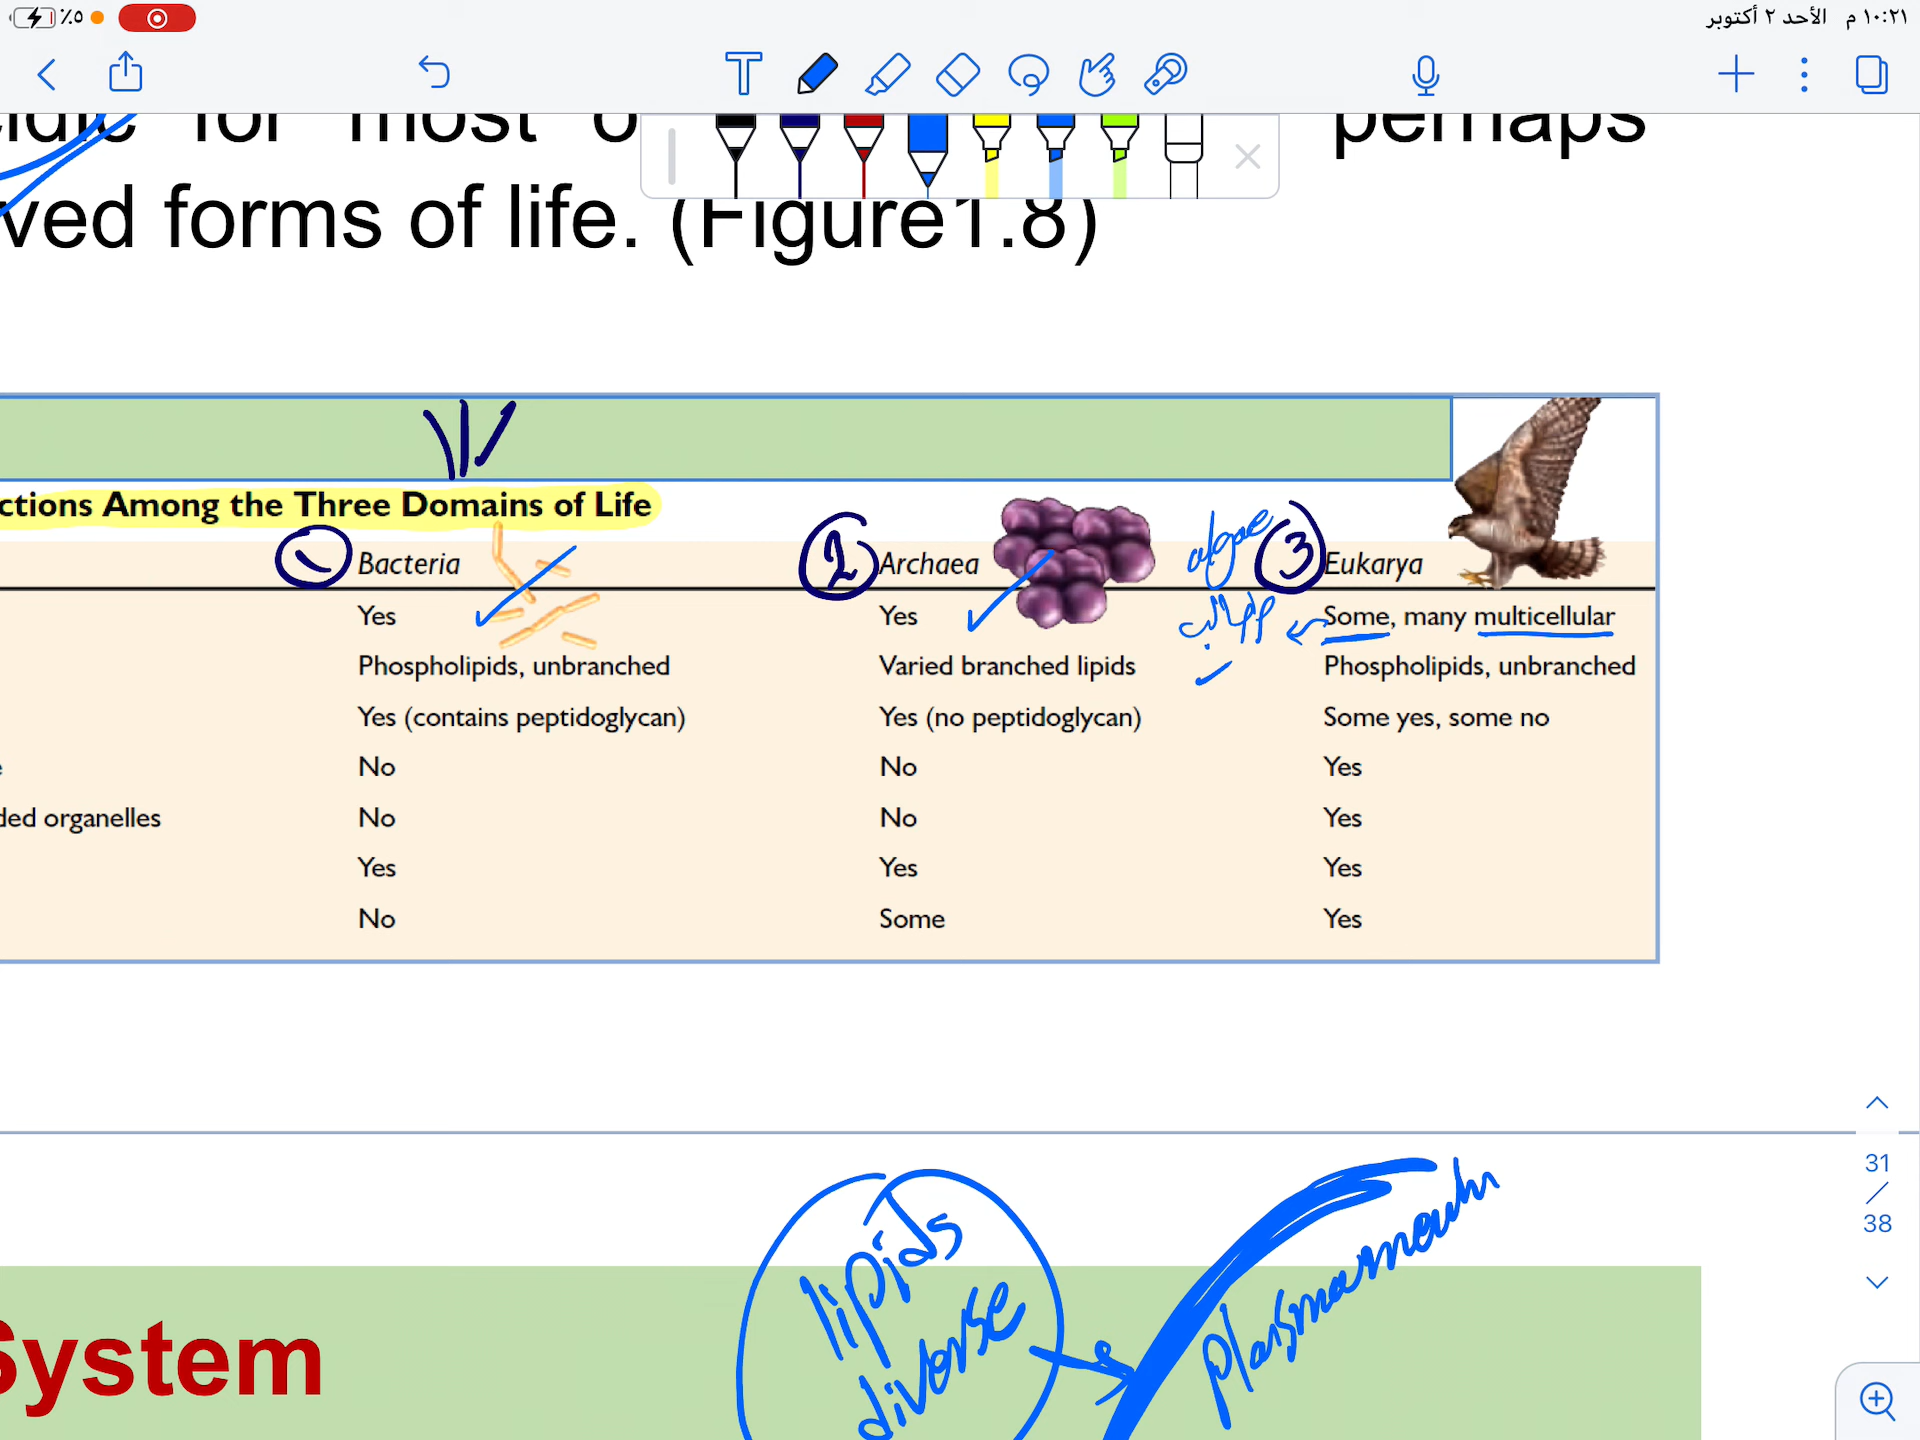 ٪٥
١٠:٢١ م الأحد ٢ أكتوبر
for most
perhaps
ved forms of life. (Figure1.8)
ctions Among the Three Domains of Life
Bacteria 2 Archaea algae 3 Eukarya
Yes Yes Some, many multicellular
Phospholipids, unbranched Varied branched lipids Phospholipids, unbranched
Yes (contains peptidoglycan) Yes (no peptidoglycan) Some yes, some no
e No No Yes
ded organelles No No Yes
Yes Yes Yes
No Some Yes
31
/
38
lipids
diverse
System